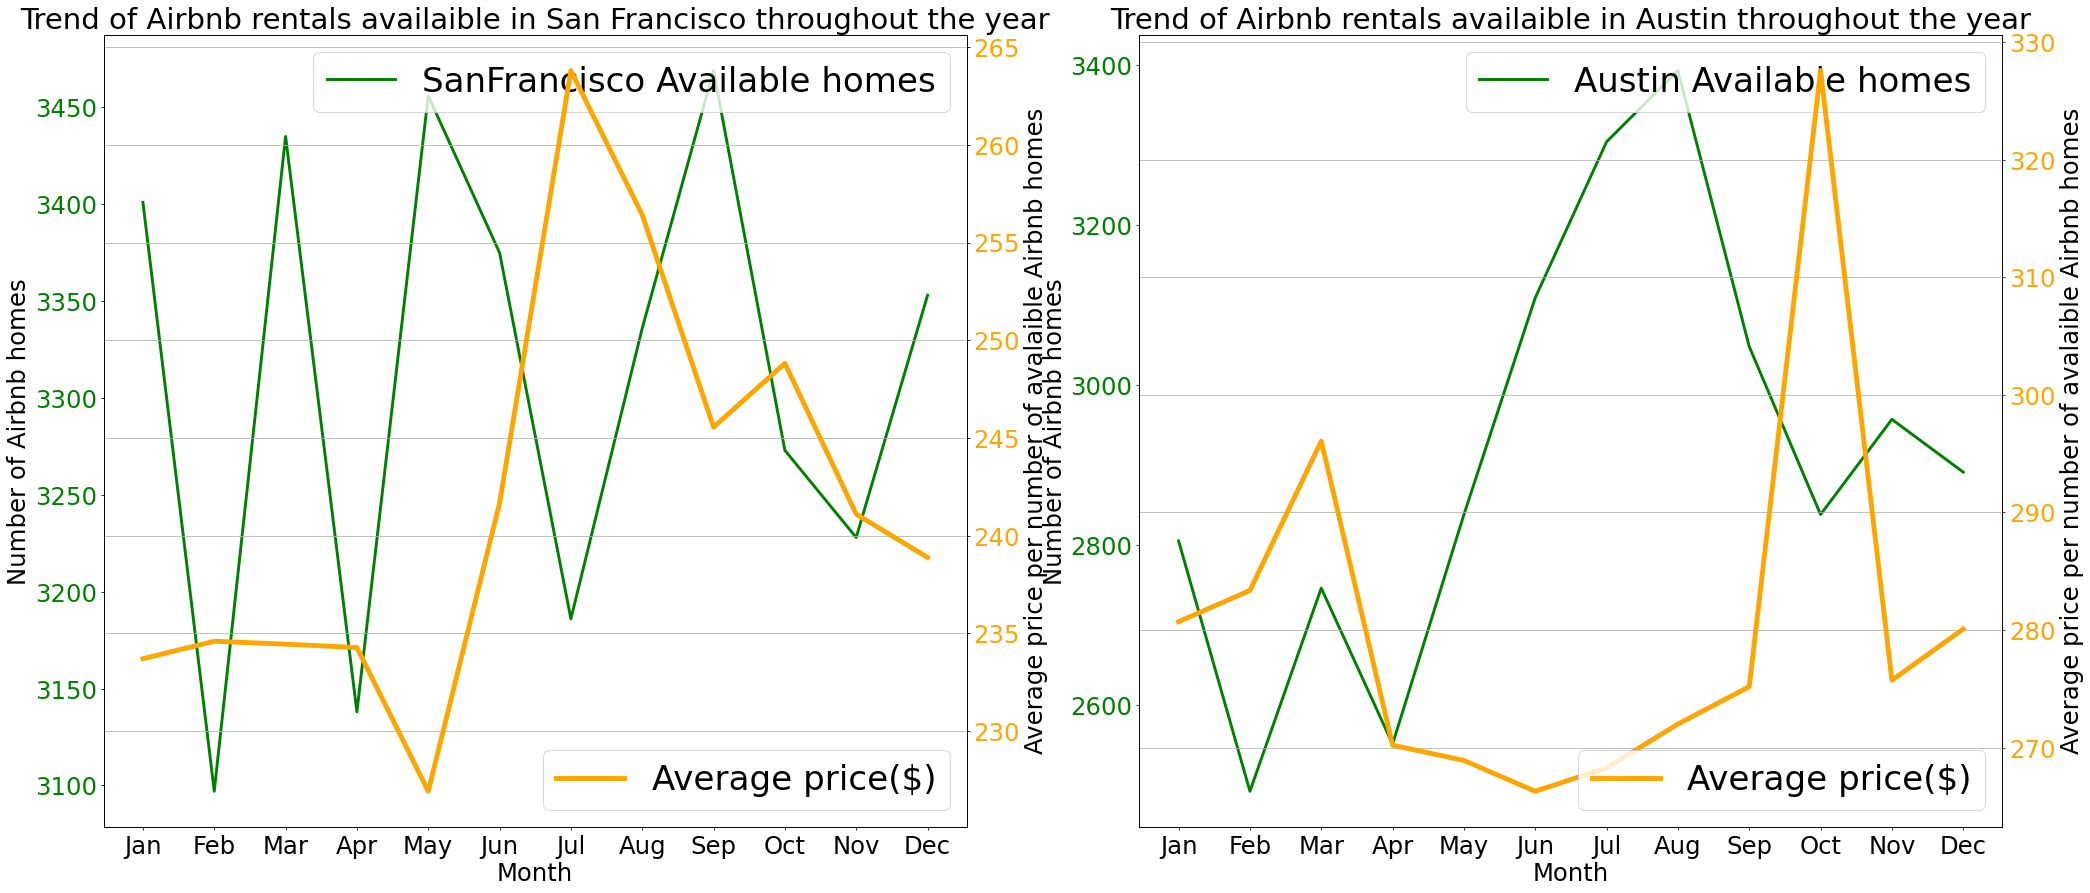 Trend of Airbnb rentals availaible in San Francisco throughout the year
SanFrancisco Available homes
Average price($)
Number of Airbnb homes
3450
3400
3350
3300
3250
3200
3150
3100
265
260
255
250
245
240
235
230
Average price per number of avalaible Airbnb homes
Jan Feb Mar Apr May Jun Jul Aug Sep Oct Nov Dec
Month
Trend of Airbnb rentals availaible in Austin throughout the year
Austin Available homes
Average price($)
Number of Airbnb homes
3400
3200
3000
2800
2600
330
320
310
300
290
280
270
Average price per number of avalaible Airbnb homes
Jan Feb Mar Apr May Jun Jul Aug Sep Oct Nov Dec
Month